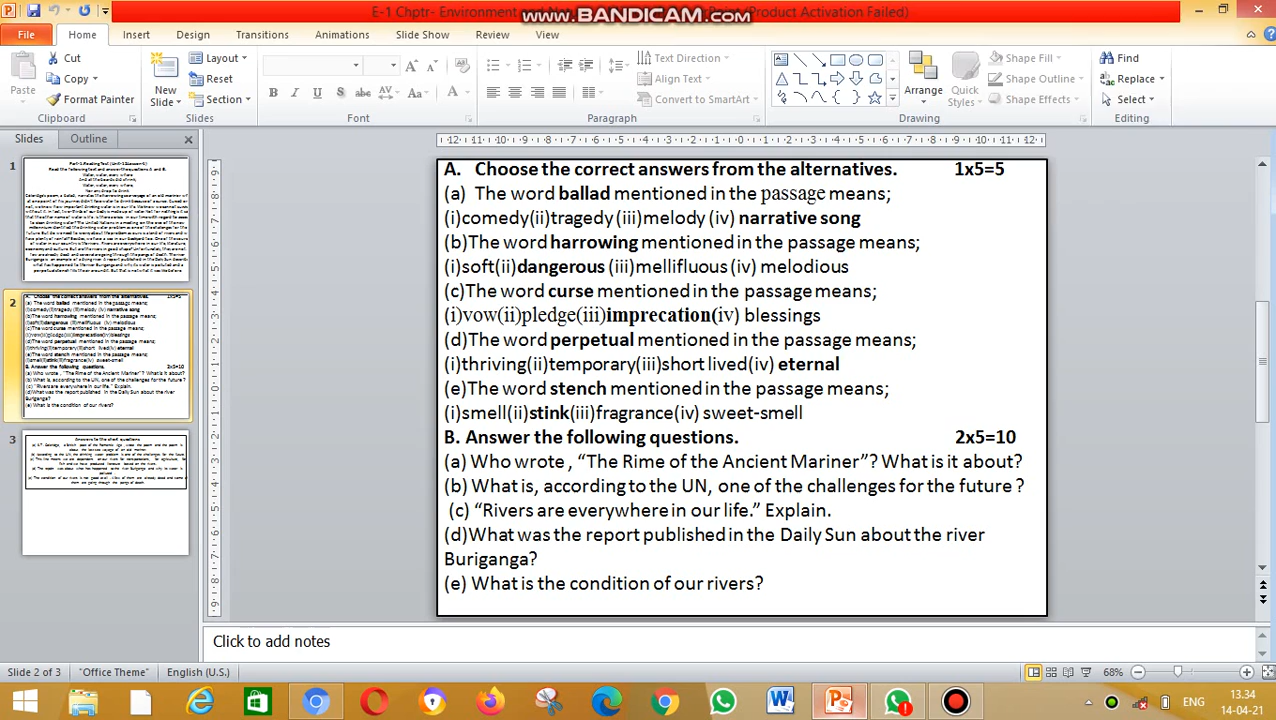 E-1 Chptr- Environment and Na
www.BANDICAM.com
(Product Activation Failed)
File Home Insert Design Transitions Animations Slide Show Review View
Cut
Copy
Format Painter
Paste
Clipboard
New
Slide
Layout
Reset
Section
Slides
Font
Text Direction
Align Text
Convert to SmartArt
Paragraph
Arrange
Quick
Styles
Shape Fill
Shape Outline
Shape Effects
Drawing
Find
Replace
Select
Editing
Slides Outline
A. Choose the correct answers from the alternatives. 1x5=5
(a) The word ballad mentioned in the passage means;
(i)comedy(ii)tragedy (iii)melody (iv) narrative song
(b)The word harrowing mentioned in the passage means;
(i)soft(ii)dangerous (iii)mellifluous (iv) melodious
(c)The word curse mentioned in the passage means;
(i)vow(ii)pledge(iii)imprecation(iv) blessings
(d)The word perpetual mentioned in the passage means;
(i)thriving(ii)temporary(iii)short lived(iv) eternal
(e)The word stench mentioned in the passage means;
(i)smell(ii)stink(iii)fragrance(iv) sweet-smell
B. Answer the following questions. 2x5=10
(a) Who wrote , “The Rime of the Ancient Mariner”? What is it about?
(b) What is, according to the UN, one of the challenges for the future ?
(c) “Rivers are everywhere in our life.” Explain.
(d)What was the report published in the Daily Sun about the river
Buriganga?
(e) What is the condition of our rivers?
Click to add notes
Slide 2 of 3 "Office Theme" English (U.S.) 68%
ENG
13.34
14-04-21